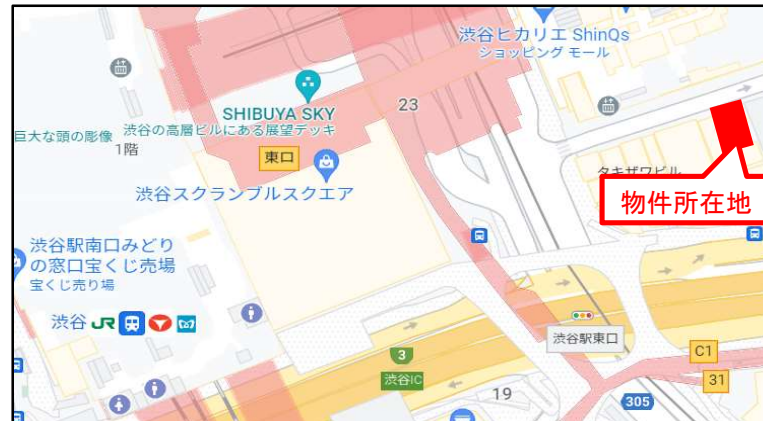 渋谷ヒカリエ ShinQs
ショッピング モール
SHIBUYA SKY
渋谷の高層ビルにある展望デッキ
23
巨大な頭の彫像
1階
東口
渋谷スクランブルスクエア
タキザワビル
物件所在地
渋谷駅南口みどり
の窓口宝くじ売場
宝くじ売り場
渋谷 JR
渋谷駅東口
3
渋谷IC
C1
31
19
305